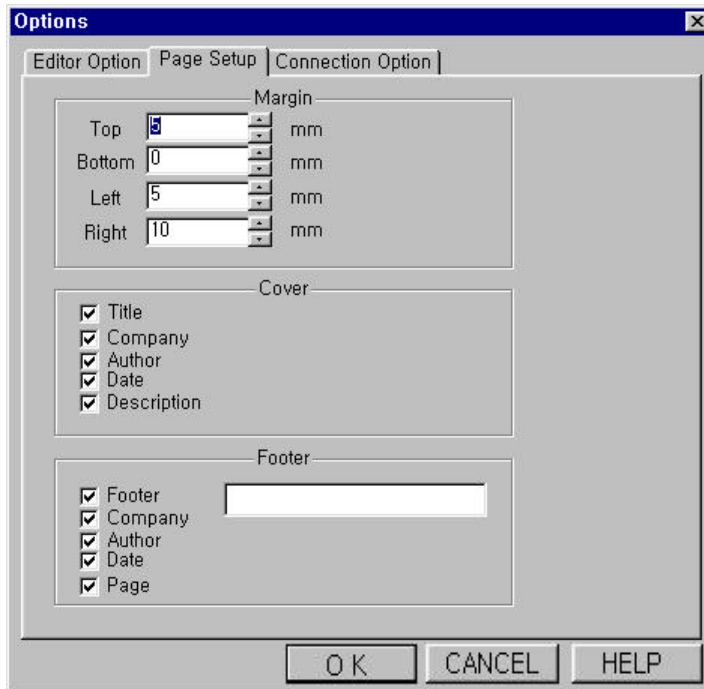 Options
Editor Option Page Setup Connection Option
Margin
Top 5 mm
Bottom 0 mm
Left 5 mm
Right 10 mm
Cover
Title
Company
Author
Date
Description
Footer
Footer
Company
Author
Date
Page
OK CANCEL HELP